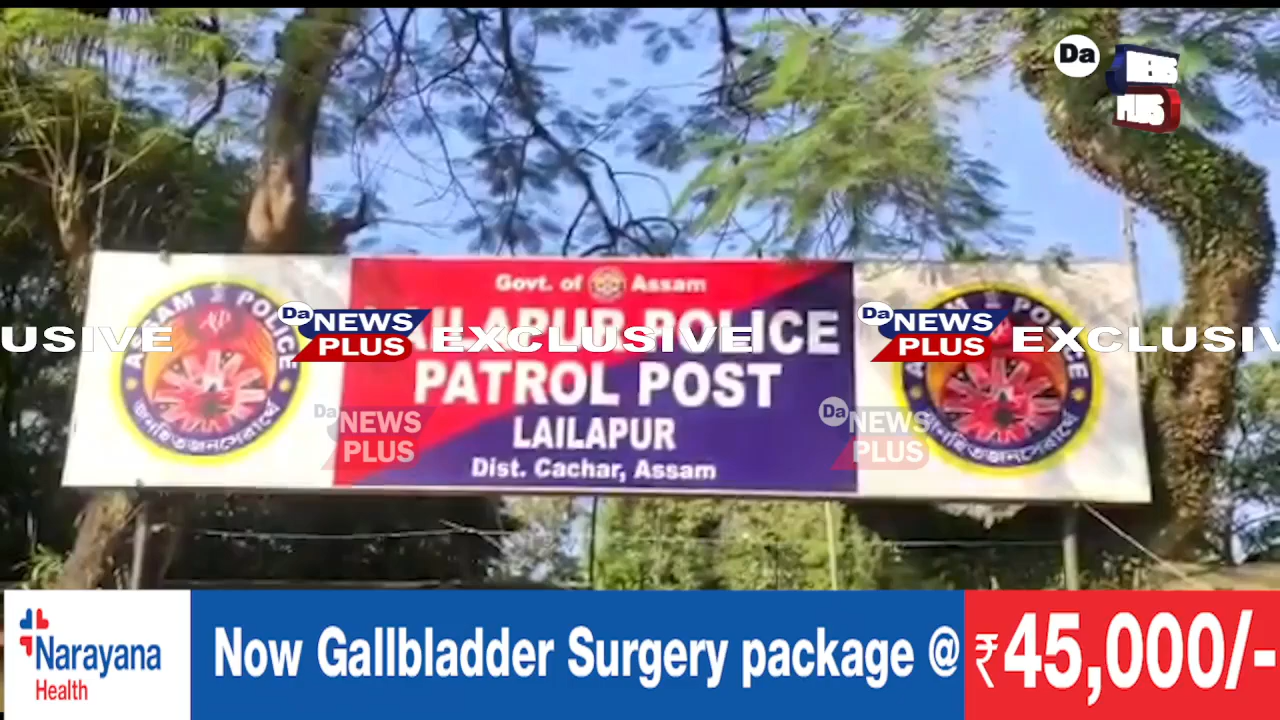 Da
NEWS
PLUS
Govt. of Assam
LAILAPUR POLICE
PATROL POST
LAILAPUR
Dist. Cachar, Assam
ASSAM POLICE
ASSAM POLICE
USIVE Da NEWS PLUS EXCLUSIVE Da NEWS PLUS EXCLUSIV
Da NEWS PLUS
Da NEWS PLUS
Narayana
Health
Now Gallbladder Surgery package @ ₹45,000/-